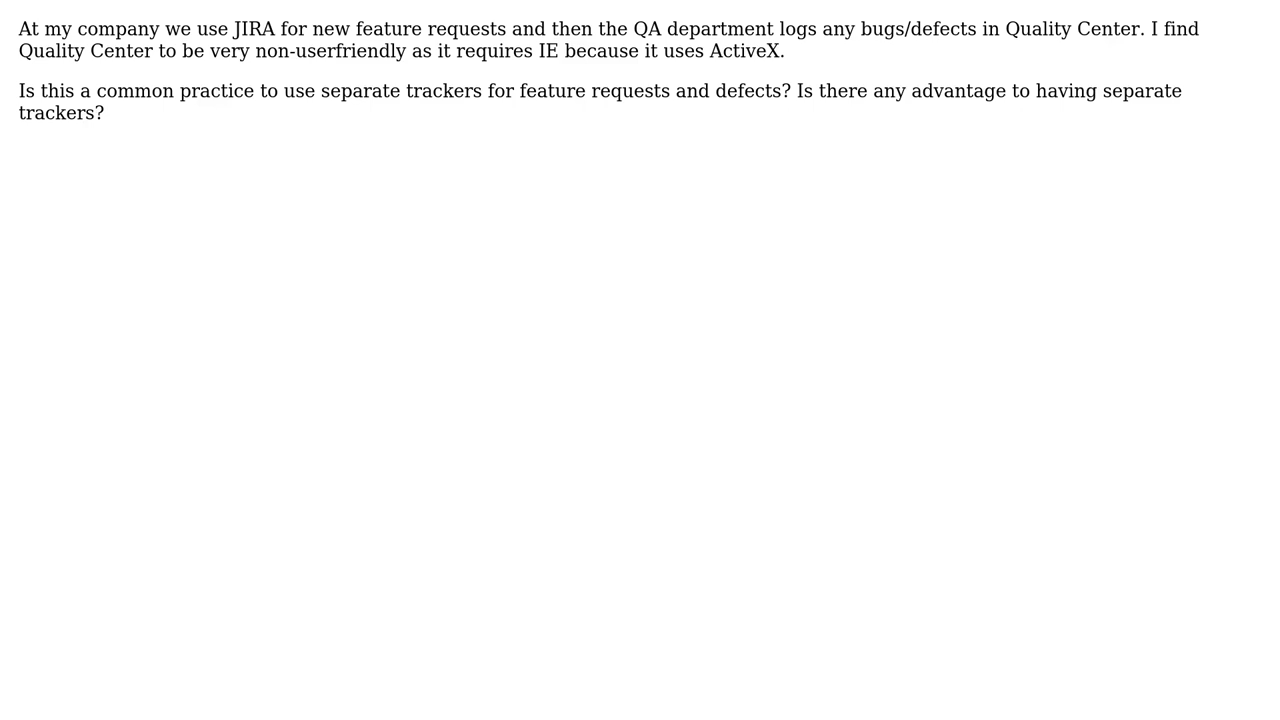 At my company we use JIRA for new feature requests and then the QA department logs any bugs/defects in Quality Center. I find
Quality Center to be very non-userfriendly as it requires IE because it uses ActiveX.
Is this a common practice to use separate trackers for feature requests and defects? Is there any advantage to having separate
trackers?